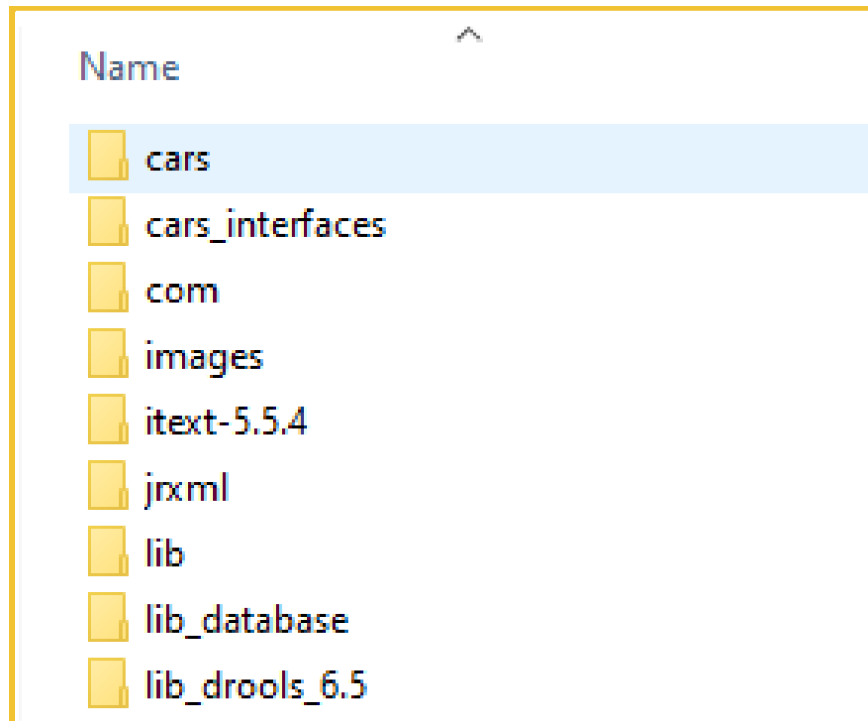 Name
cars
cars_interfaces
com
images
itext-5.5.4
jrxml
lib
lib_database
lib_drools_6.5